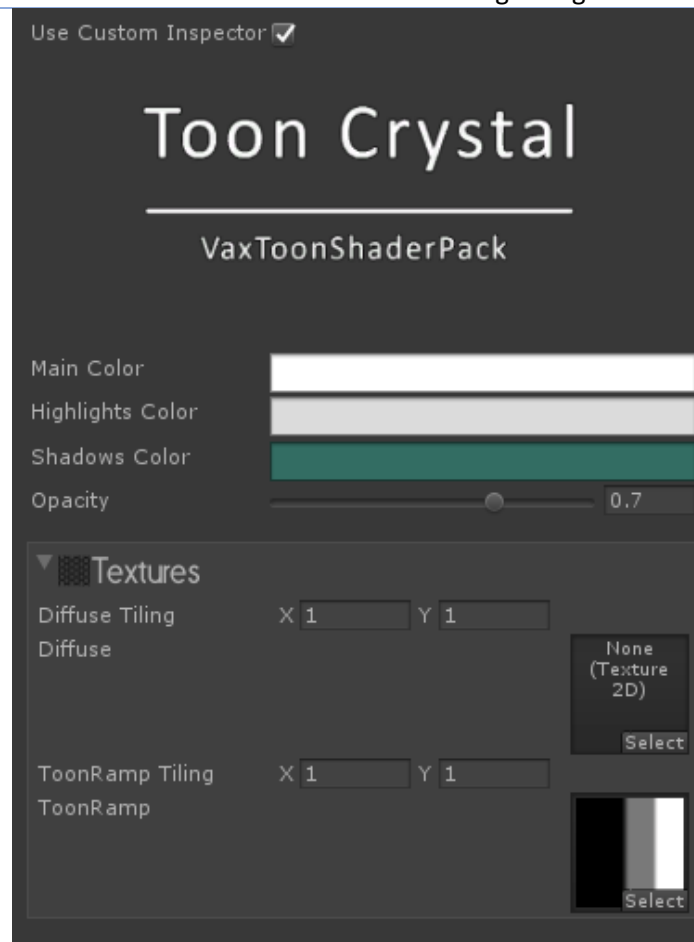 Use Custom Inspector
Toon Crystal
VaxToonShaderPack
Main Color
Highlights Color
Shadows Color
Opacity 0.7
Textures
Diffuse Tiling X 1 Y 1
Diffuse
None
(Texture
2D)
Select
ToonRamp Tiling X 1 Y 1
ToonRamp
Select